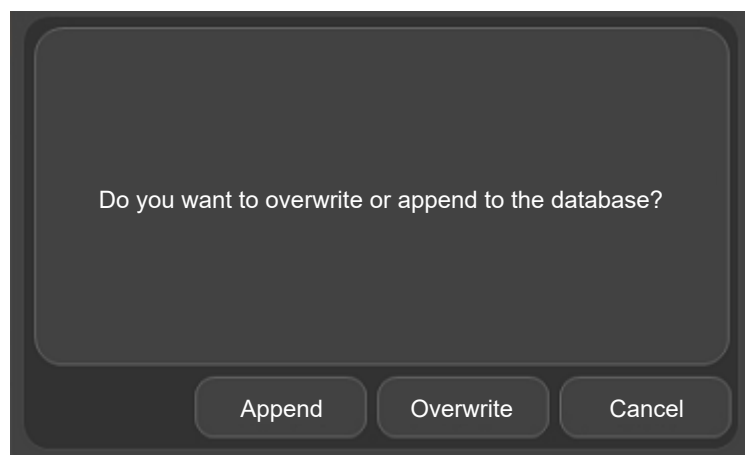 Do you want to overwrite or append to the database?
Append Overwrite Cancel